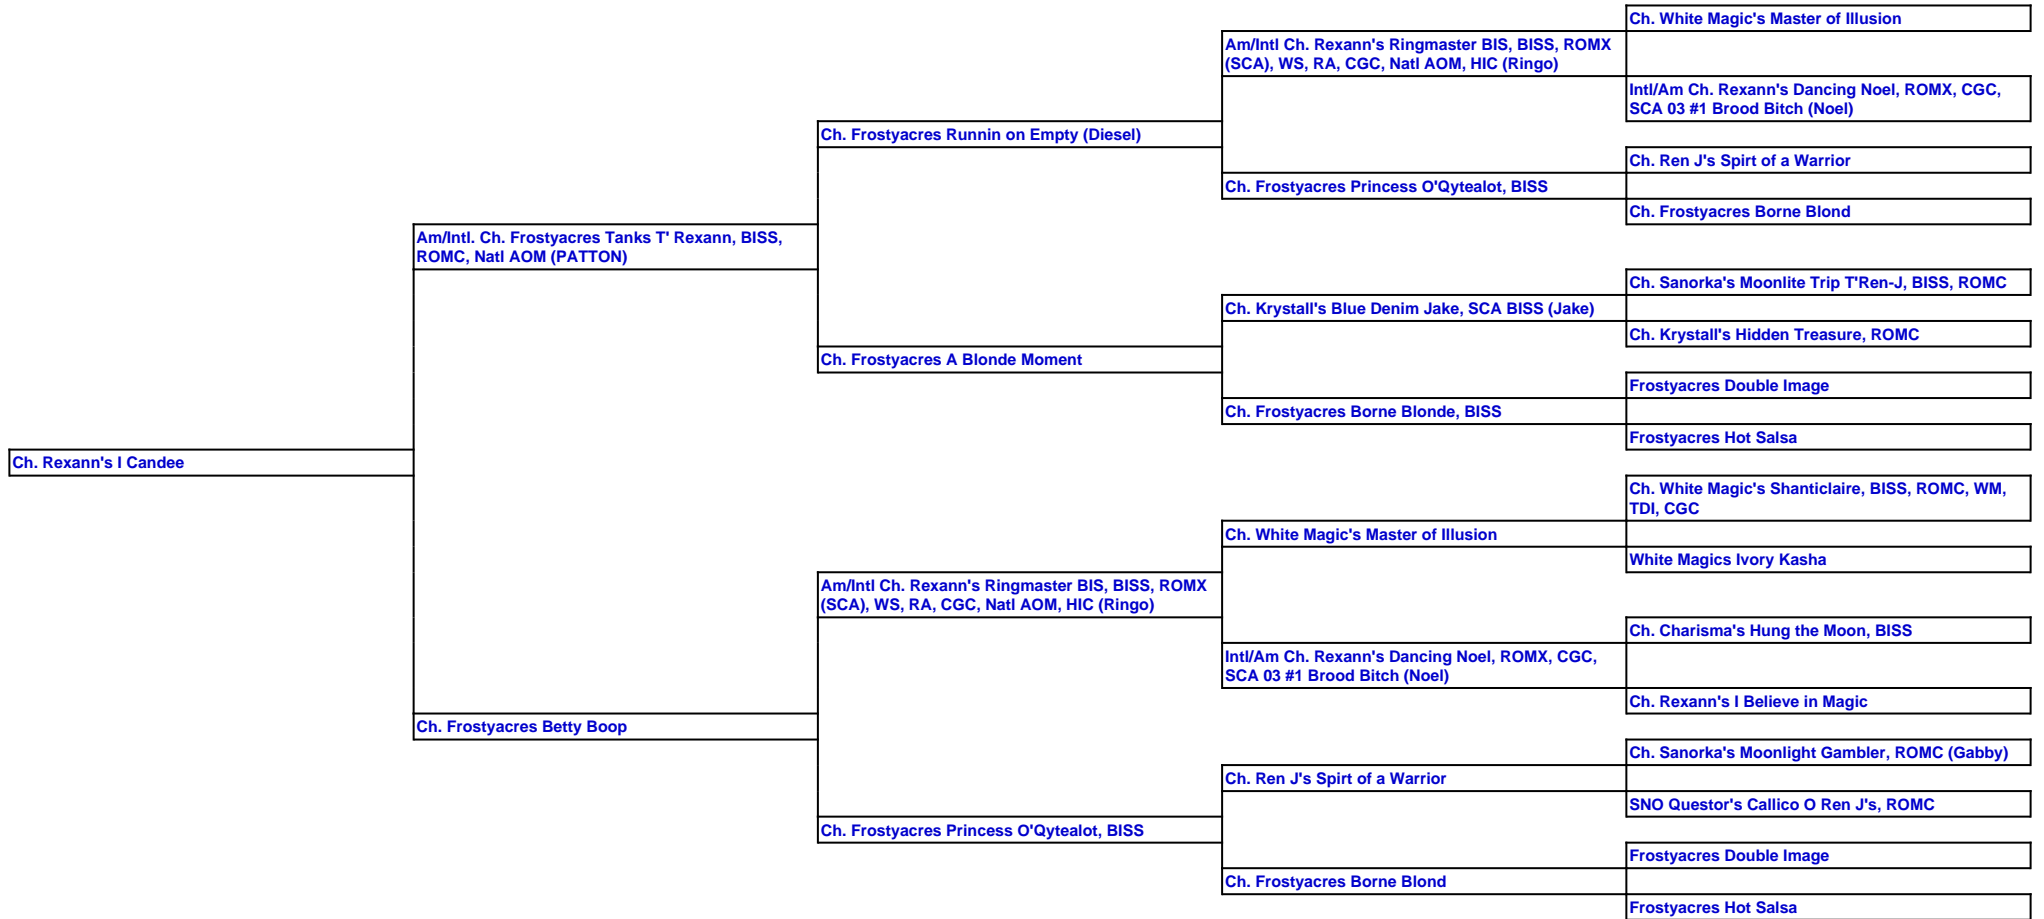 Ch. White Magic's Master of Illusion
Am/Intl Ch. Rexann's Ringmaster BIS, BISS, ROMX
(SCA), WS, RA, CGC, Natl AOM, HIC (Ringo)
Intl/Am Ch. Rexann's Dancing Noel, ROMX, CGC,
SCA 03 #1 Brood Bitch (Noel)
Ch. Frostyacres Runnin on Empty (Diesel)
Ch. Ren J's Spirt of a Warrior
Ch. Frostyacres Princess O'Qytealot, BISS
Ch. Frostyacres Borne Blond
Am/Intl. Ch. Frostyacres Tanks T' Rexann, BISS,
ROMC, Natl AOM (PATTON)
Ch. Sanorka's Moonlite Trip T'Ren-J, BISS, ROMC
Ch. Krystall's Blue Denim Jake, SCA BISS (Jake)
Ch. Krystall's Hidden Treasure, ROMC
Ch. Frostyacres A Blonde Moment
Frostyacres Double Image
Ch. Frostyacres Borne Blonde, BISS
Frostyacres Hot Salsa
Ch. Rexann's I Candee
Ch. White Magic's Shanticlaire, BISS, ROMC, WM,
TDI, CGC
Ch. White Magic's Master of Illusion
White Magics Ivory Kasha
Am/Intl Ch. Rexann's Ringmaster BIS, BISS, ROMX
(SCA), WS, RA, CGC, Natl AOM, HIC (Ringo)
Ch. Charisma's Hung the Moon, BISS
Intl/Am Ch. Rexann's Dancing Noel, ROMX, CGC,
SCA 03 #1 Brood Bitch (Noel)
Ch. Rexann's I Believe in Magic
Ch. Frostyacres Betty Boop
Ch. Sanorka's Moonlight Gambler, ROMC (Gabby)
Ch. Ren J's Spirt of a Warrior
SNO Questor's Callico O Ren J's, ROMC
Ch. Frostyacres Princess O'Qytealot, BISS
Frostyacres Double Image
Ch. Frostyacres Borne Blond
Frostyacres Hot Salsa